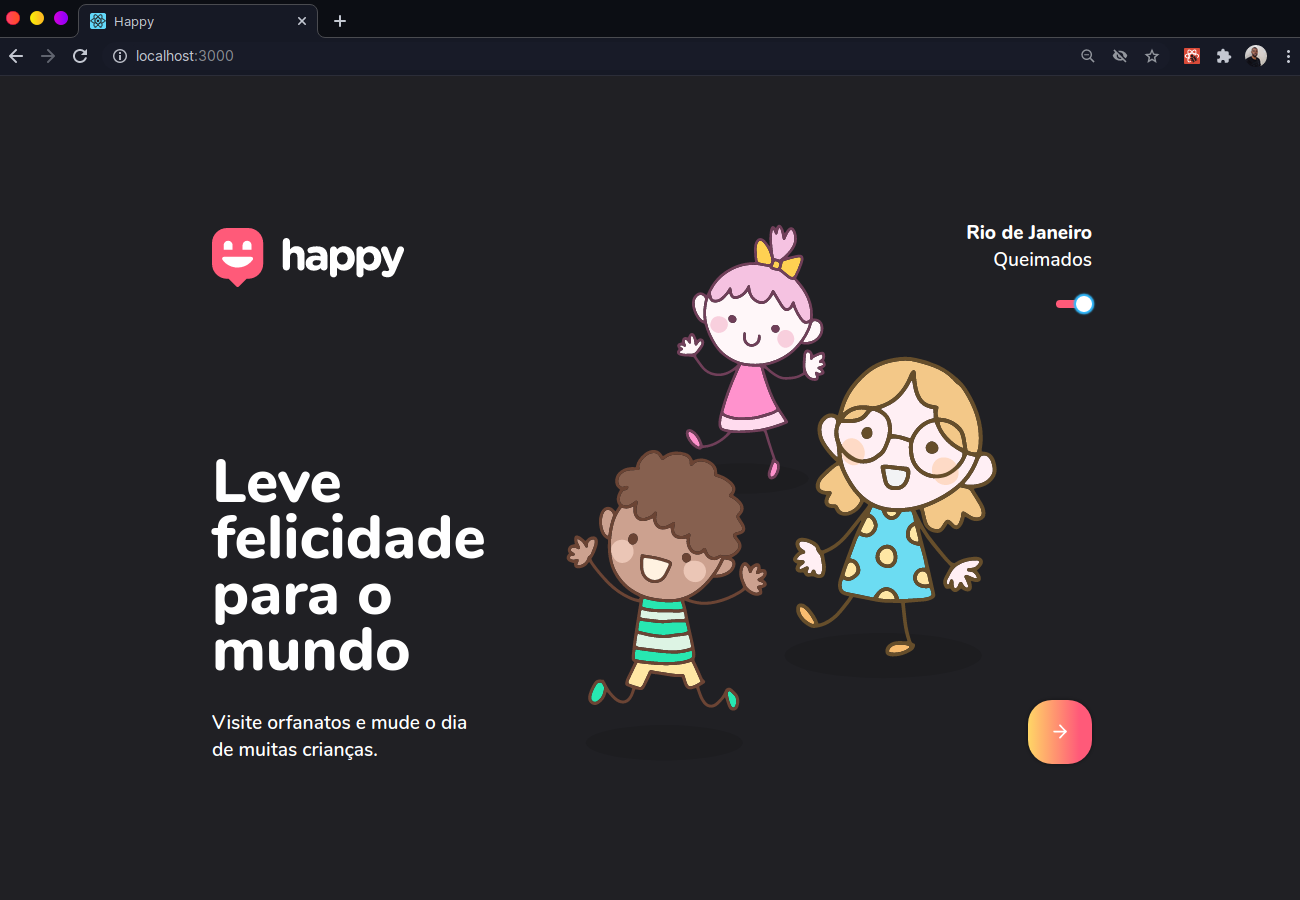 Happy
localhost:3000
happy
Rio de Janeiro
Queimados
Leve
felicidade
para o
mundo
Visite orfanatos e mude o dia
de muitas crianças.